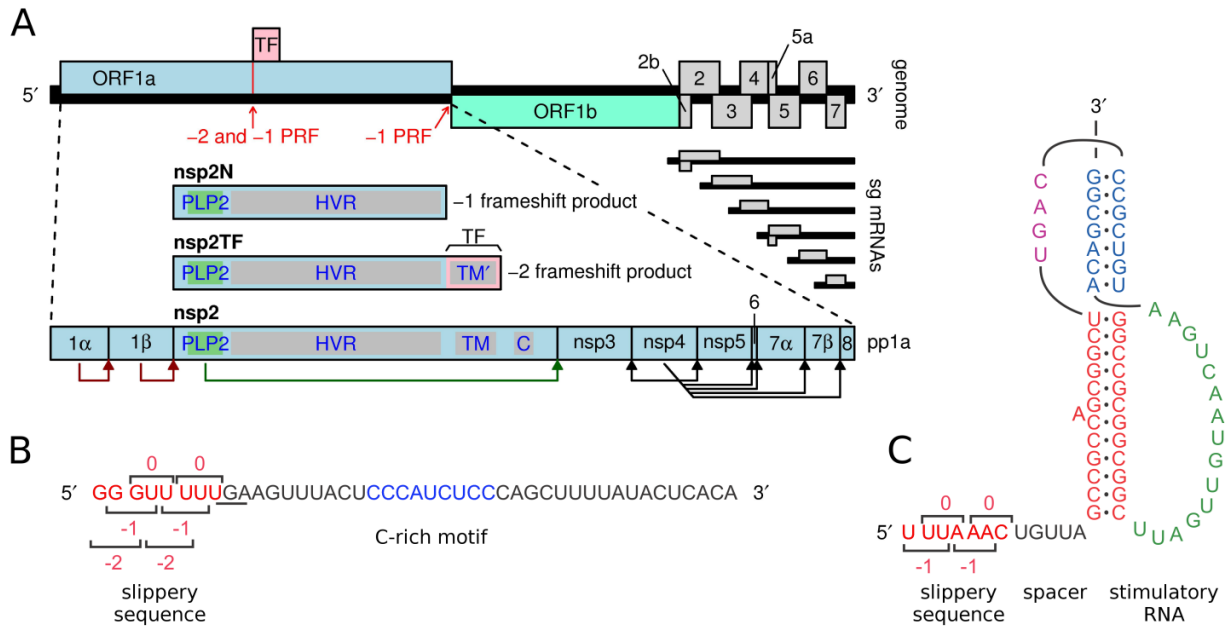 A
TF
ORF1a
5′
−2 and −1 PRF
−1 PRF
ORF1b
2b
2
3
4
5a
5
6
7
3′
genome
sg mRNAs
nsp2N
PLP2 HVR
−1 frameshift product
nsp2TF
TF
PLP2 HVR TM′
−2 frameshift product
nsp2
6
1α 1β PLP2 HVR TM C nsp3 nsp4 nsp5 7α 7β 8
pp1a
B
0 0
5′ GG GUU UUUGAAGUUUACUCCCAUCUCCCAGCUUUUAUACUCACA 3′
-1 -1
-2 -2
C-rich motif
slippery
sequence
C
3′
C A G U
G·C
G·C
C·G
G·C
A·U
C·G
A·U
U·G
C·G
G·C
G·C
C·G
G·C
A
C·G
C·G
G·C
C·G
C·G
G·C
A A G U C A A U G U U G A U U
0 0
5′ U UUA AAC UGUUA
-1 -1
slippery
sequence
spacer
stimulatory
RNA